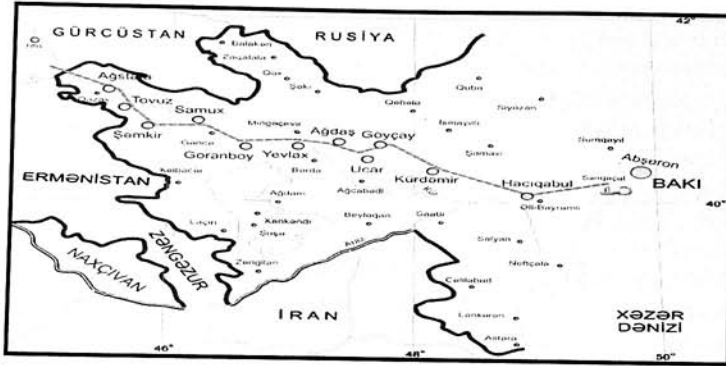 42°
GÜRCÜSTAN
RUSİYA
Balakən
Zaqatala
Qax
Şəki
Quba
Ağstafa
Qazax
Tovuz
Samux
Qəbələ
Siyəzən
Şəmkir
Gəncə
Mingəçevir
Ağdaş
Göyçay
İsmayıllı
Sumqayıt
Goranboy
Yevlax
Ucar
Şamaxı
Abşeron
BAKI
Kəlbəcər
Bərdə
Kürdəmir
Hacıqabul
Səngəçal
ERMƏNİSTAN
Ağdam
Ağcabədi
Əli-Bayramlı
40°
Laçın
Xankəndi
Şuşa
Beyləqan
Saatlı
ZƏNGƏZUR
Salyan
NAXÇIVAN
Zəngilan
Araz
Neftçala
Cəlilabad
İRAN
Lənkəran
XƏZƏR
DƏNİZİ
Astara
46°
48°
50°